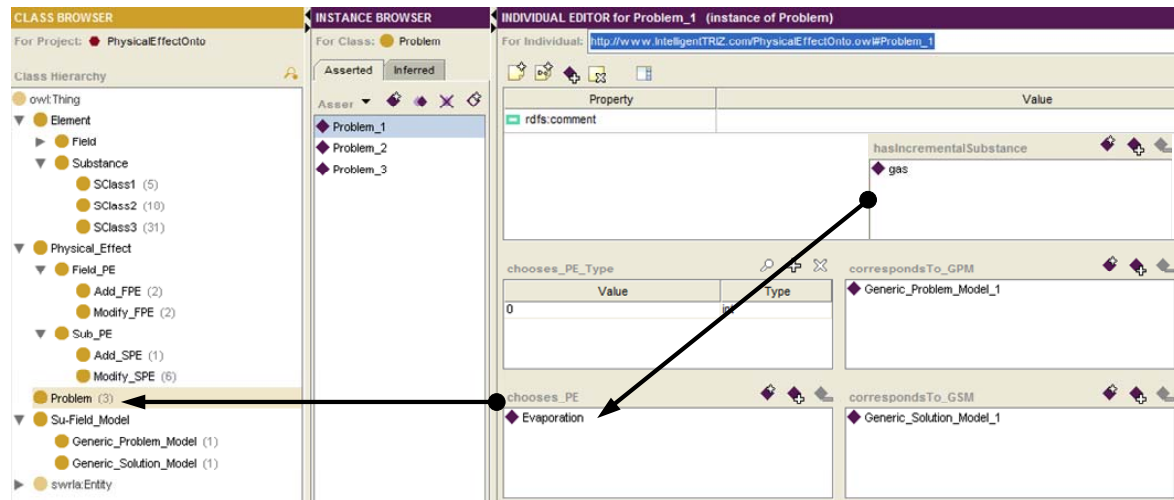 CLASS BROWSER
For Project: PhysicalEffectOnto
Class Hierarchy
owl:Thing
Element
Field
Substance
SClass1 (5)
SClass2 (10)
SClass3 (31)
Physical_Effect
Field_PE
Add_FPE (2)
Modify_FPE (2)
Sub_PE
Add_SPE (1)
Modify_SPE (6)
Problem (3)
Su-Field_Model
Generic_Problem_Model (1)
Generic_Solution_Model (1)
swrla:Entity
INSTANCE BROWSER
For Class: Problem
Asserted Inferred
Asser
Problem_1
Problem_2
Problem_3
INDIVIDUAL EDITOR for Problem_1 (instance of Problem)
For Individual: http://www.IntelligentTRIZ.com/PhysicalEffectOnto.owl#Problem_1
Property Value
rdfs:comment
hasIncrementalSubstance
gas
chooses_PE_Type
Value Type
0 int
correspondsTo_GPM
Generic_Problem_Model_1
chooses_PE
Evaporation
correspondsTo_GSM
Generic_Solution_Model_1